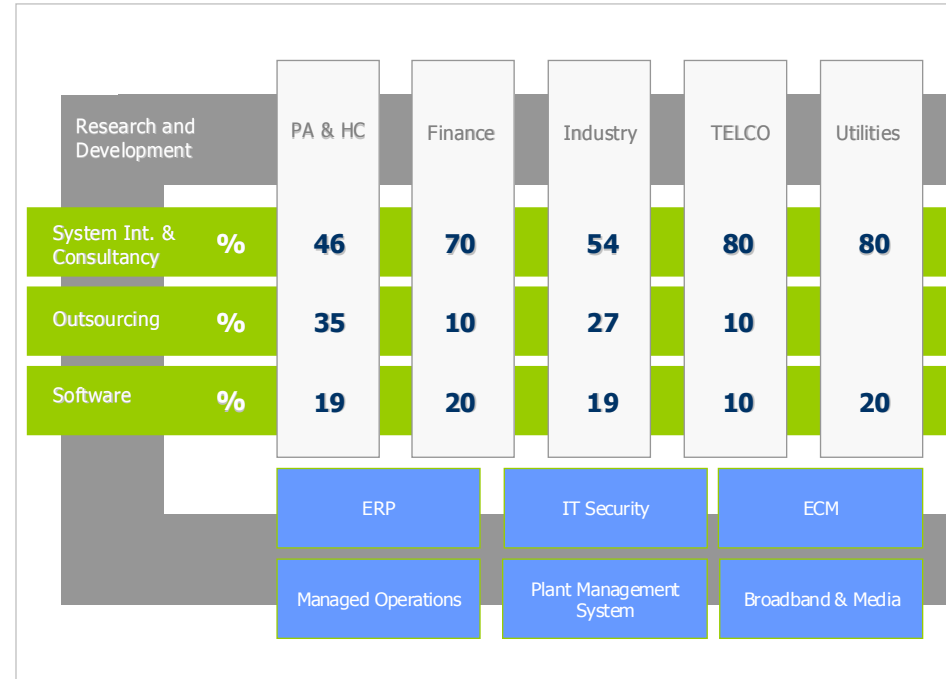 Research and
Development
PA & HC
Finance
Industry
TELCO
Utilities
System Int. &
Consultancy
% 46 70 54 80 80
Outsourcing % 35 10 27 10
Software % 19 20 19 10 20
ERP
IT Security
ECM
Managed Operations
Plant Management
System
Broadband & Media